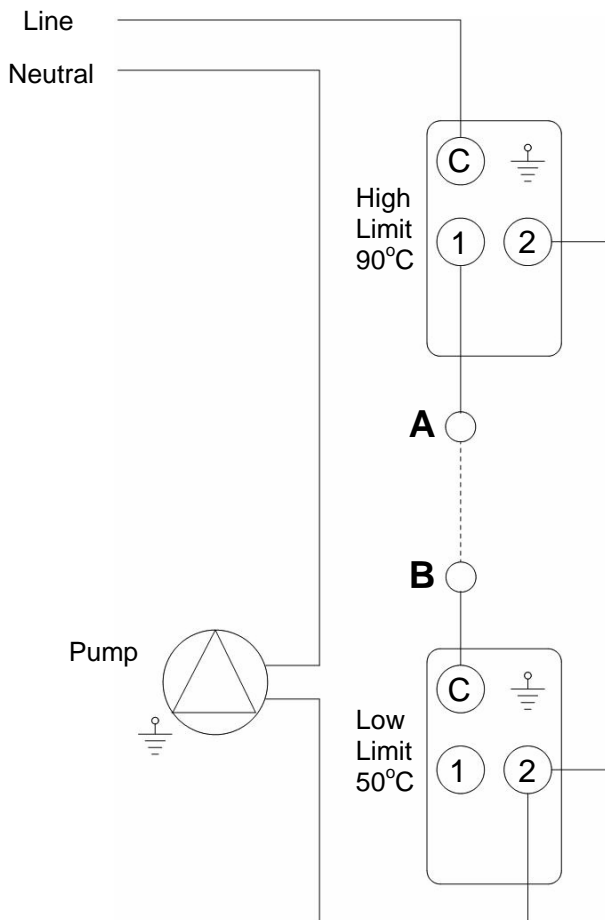 Line
Neutral
C
High
Limit
90°C
1
2
A
B
Pump
C
Low
Limit
50°C
1
2